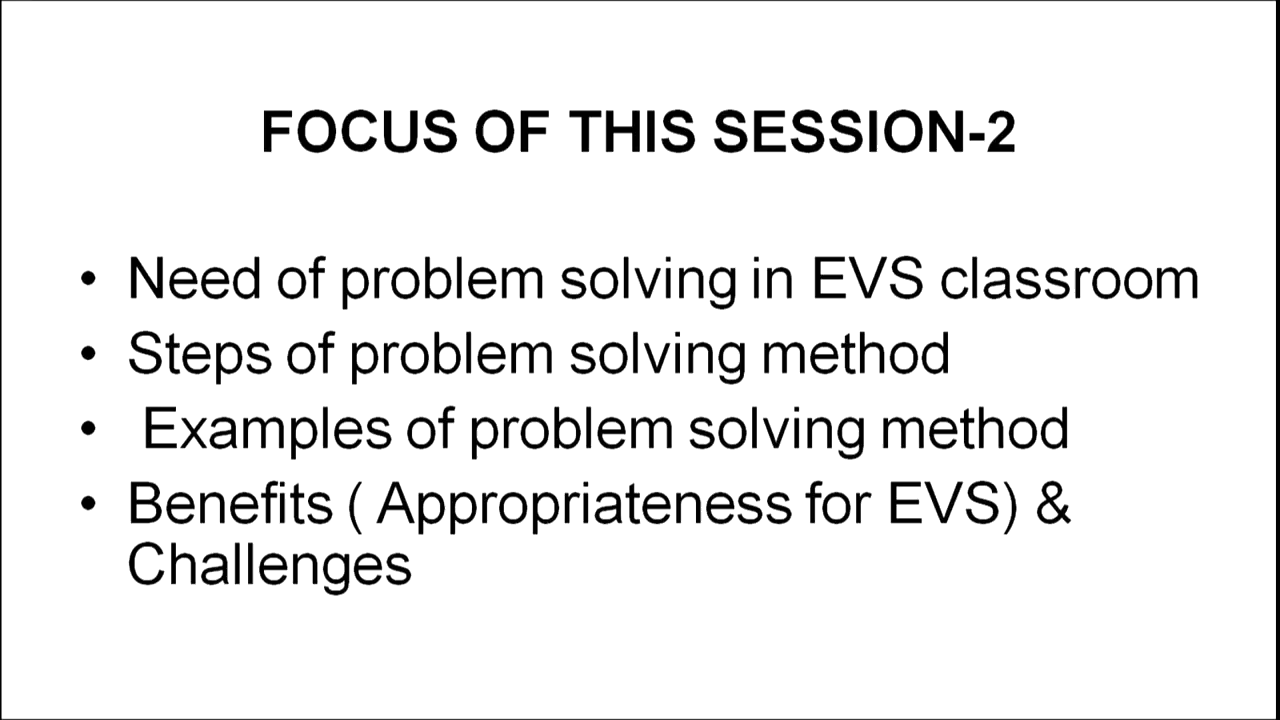 FOCUS OF THIS SESSION-2
• Need of problem solving in EVS classroom
• Steps of problem solving method
• Examples of problem solving method
• Benefits ( Appropriateness for EVS) &
Challenges